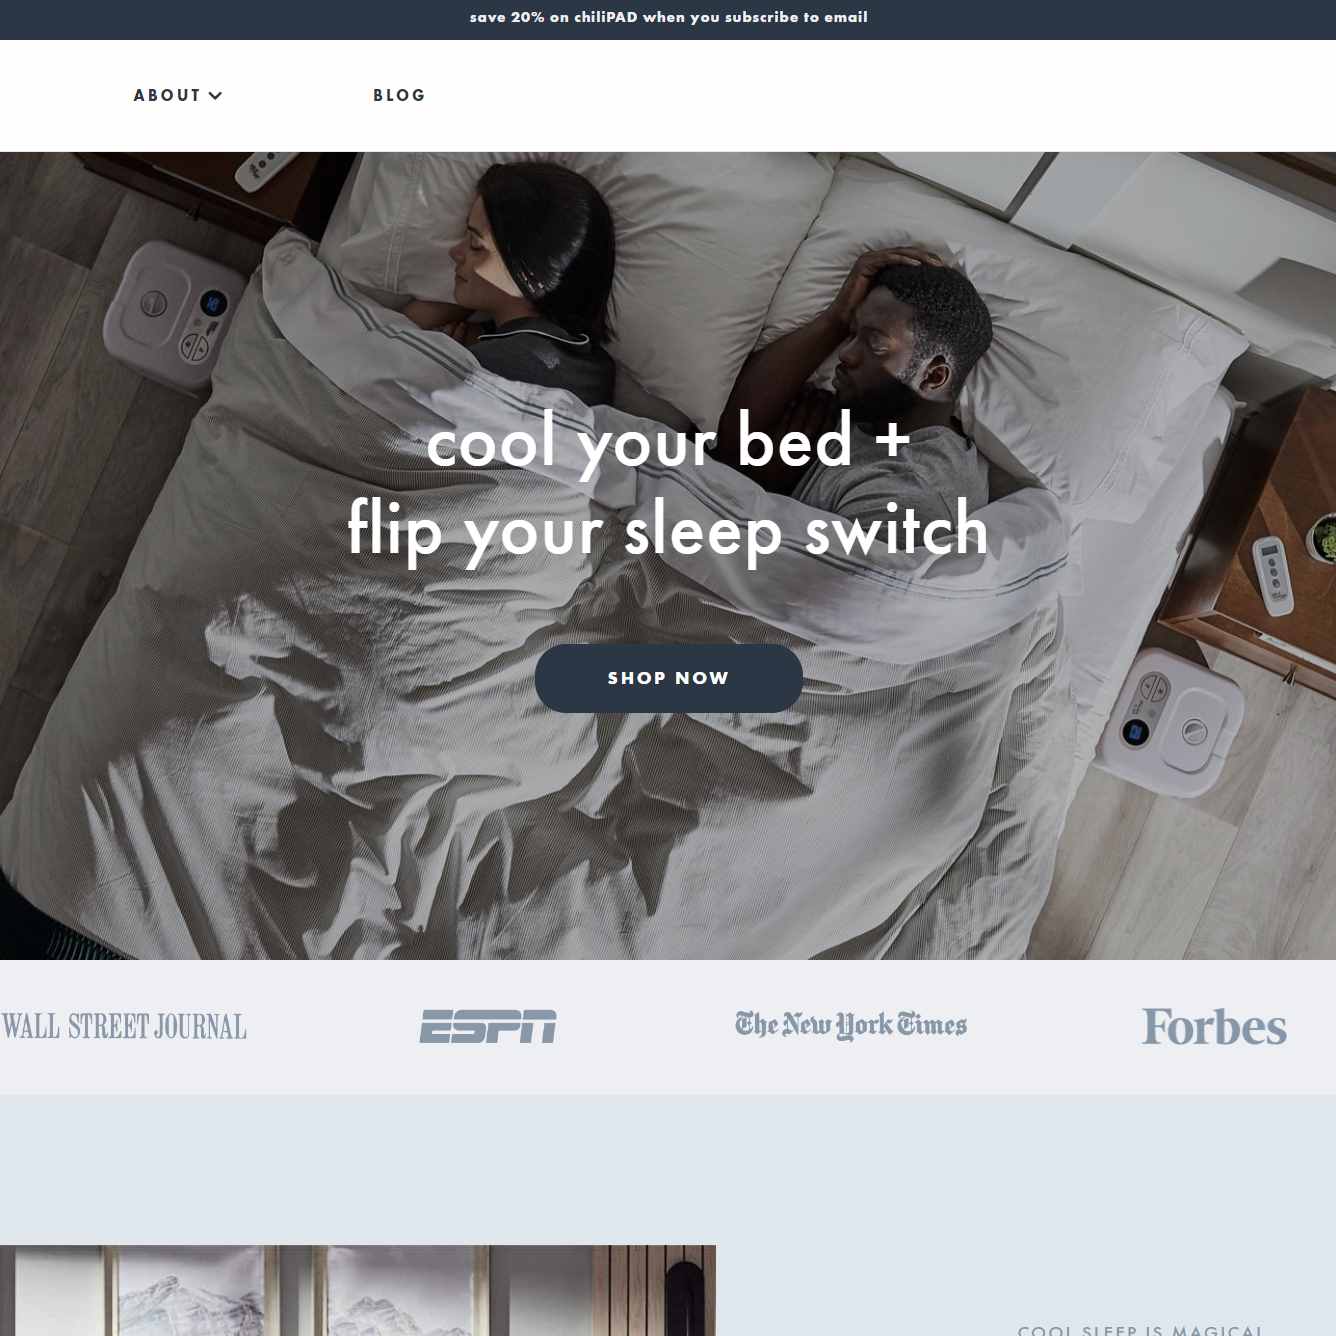 save 20% on chiliPAD when you subscribe to email
ABOUT
BLOG
cool your bed +
flip your sleep switch
SHOP NOW
WALL STREET JOURNAL
ESPN
The New York Times
Forbes
COOL SLEEP IS MAGICAL